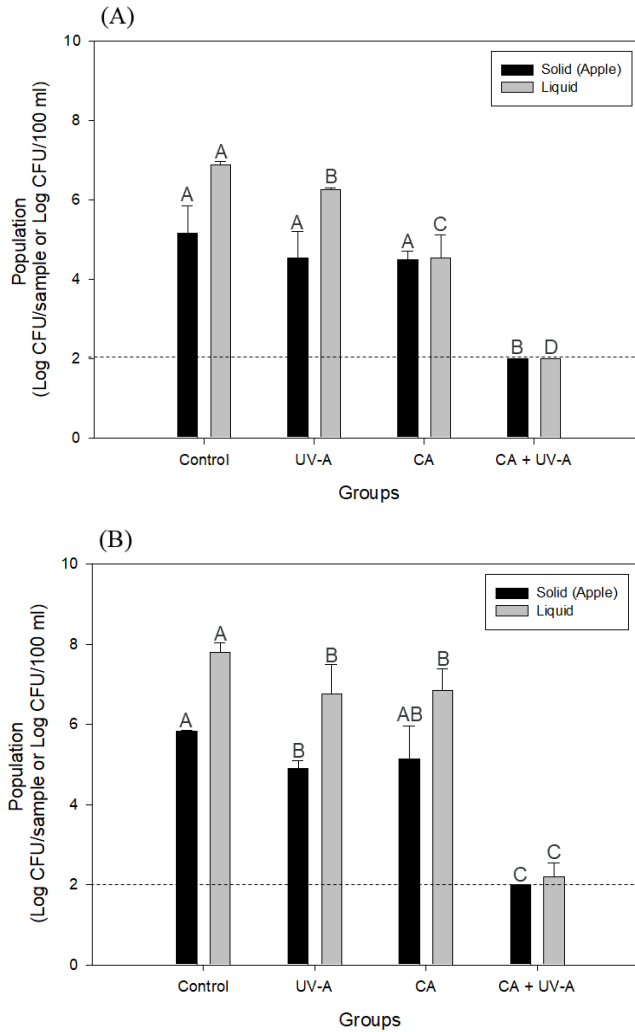 (A)
10
8
6
4
2
0
Population
(Log CFU/sample or Log CFU/100 ml)
Solid (Apple)
Liquid
A
A
A
B
A
C
B
D
Control
UV-A
CA
CA + UV-A
Groups
(B)
10
8
6
4
2
0
Population
(Log CFU/sample or Log CFU/100 ml)
Solid (Apple)
Liquid
A
A
B
B
AB
B
C
C
Control
UV-A
CA
CA + UV-A
Groups